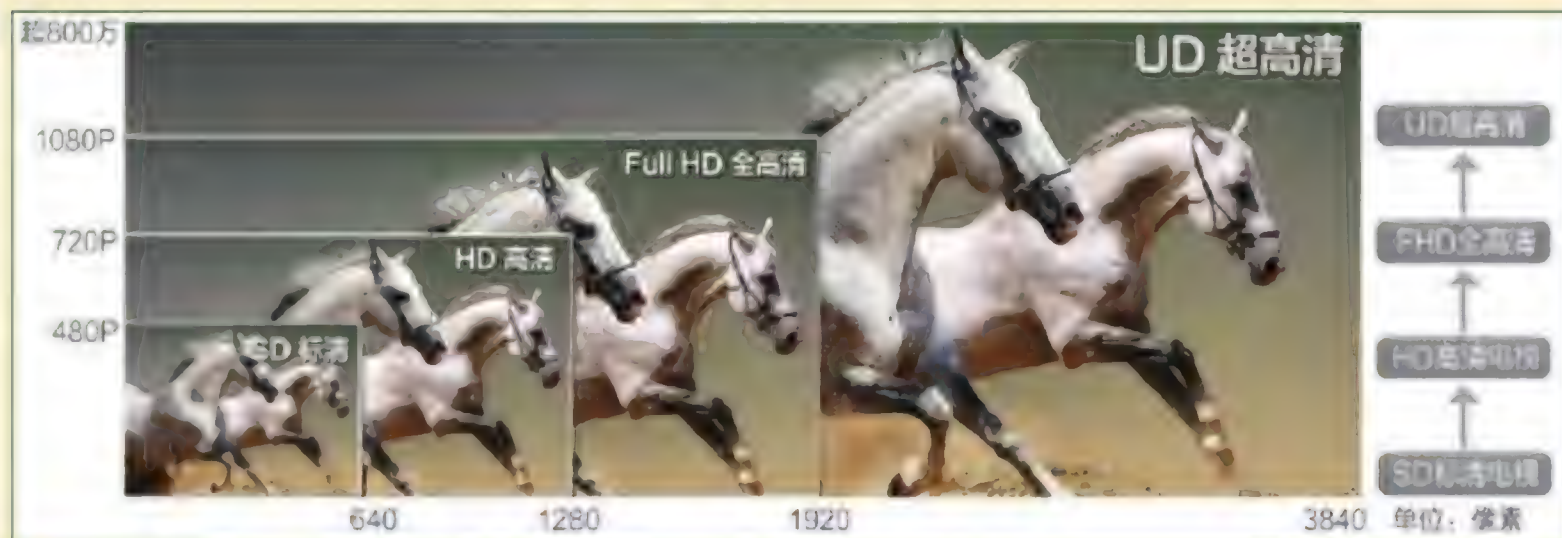 超800万
UD 超高清
1080P
Full HD 全高清
720P
HD 高清
480P
SD 标清
640
1280
1920
3840
单位：像素
UD超高清
FHD全高清
HD高清电视
SD标清电视